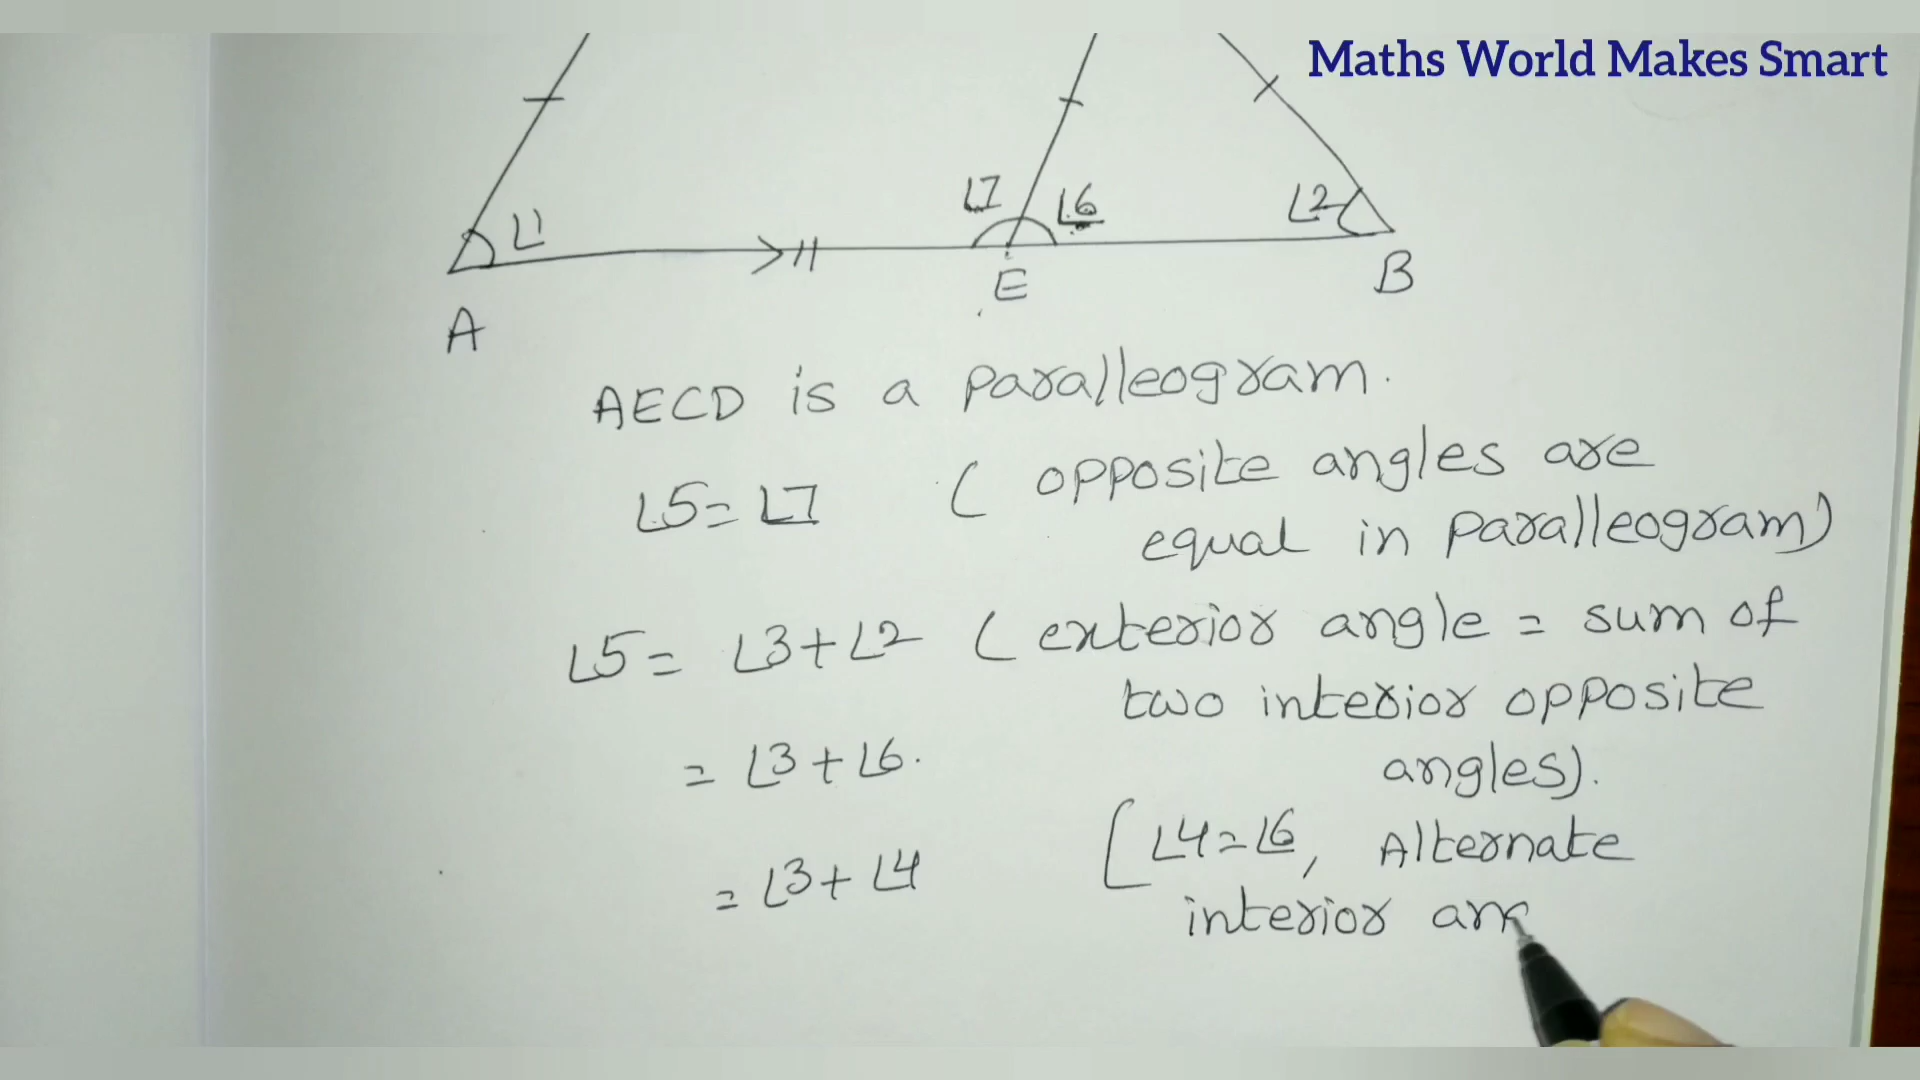 Maths World Makes Smart
∠7 ∠6 ∠2
∠1
E B
A
AECD is a paralleogram.
∠5=∠7 ( opposite angles are
equal in paralleogram)
∠5= ∠3+∠2 ( exterior angle = sum of
two interior opposite
= ∠3+∠6. angles).
= ∠3+∠4 [∠4=∠6, Alternate
interior ang